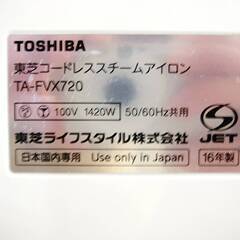 TOSHIBA
東芝コードレススチームアイロン
TA-FVX720
100V 1420W 50/60Hz共用
東芝ライフスタイル株式会社
JET
日本国内専用 Use only in Japan 16年製